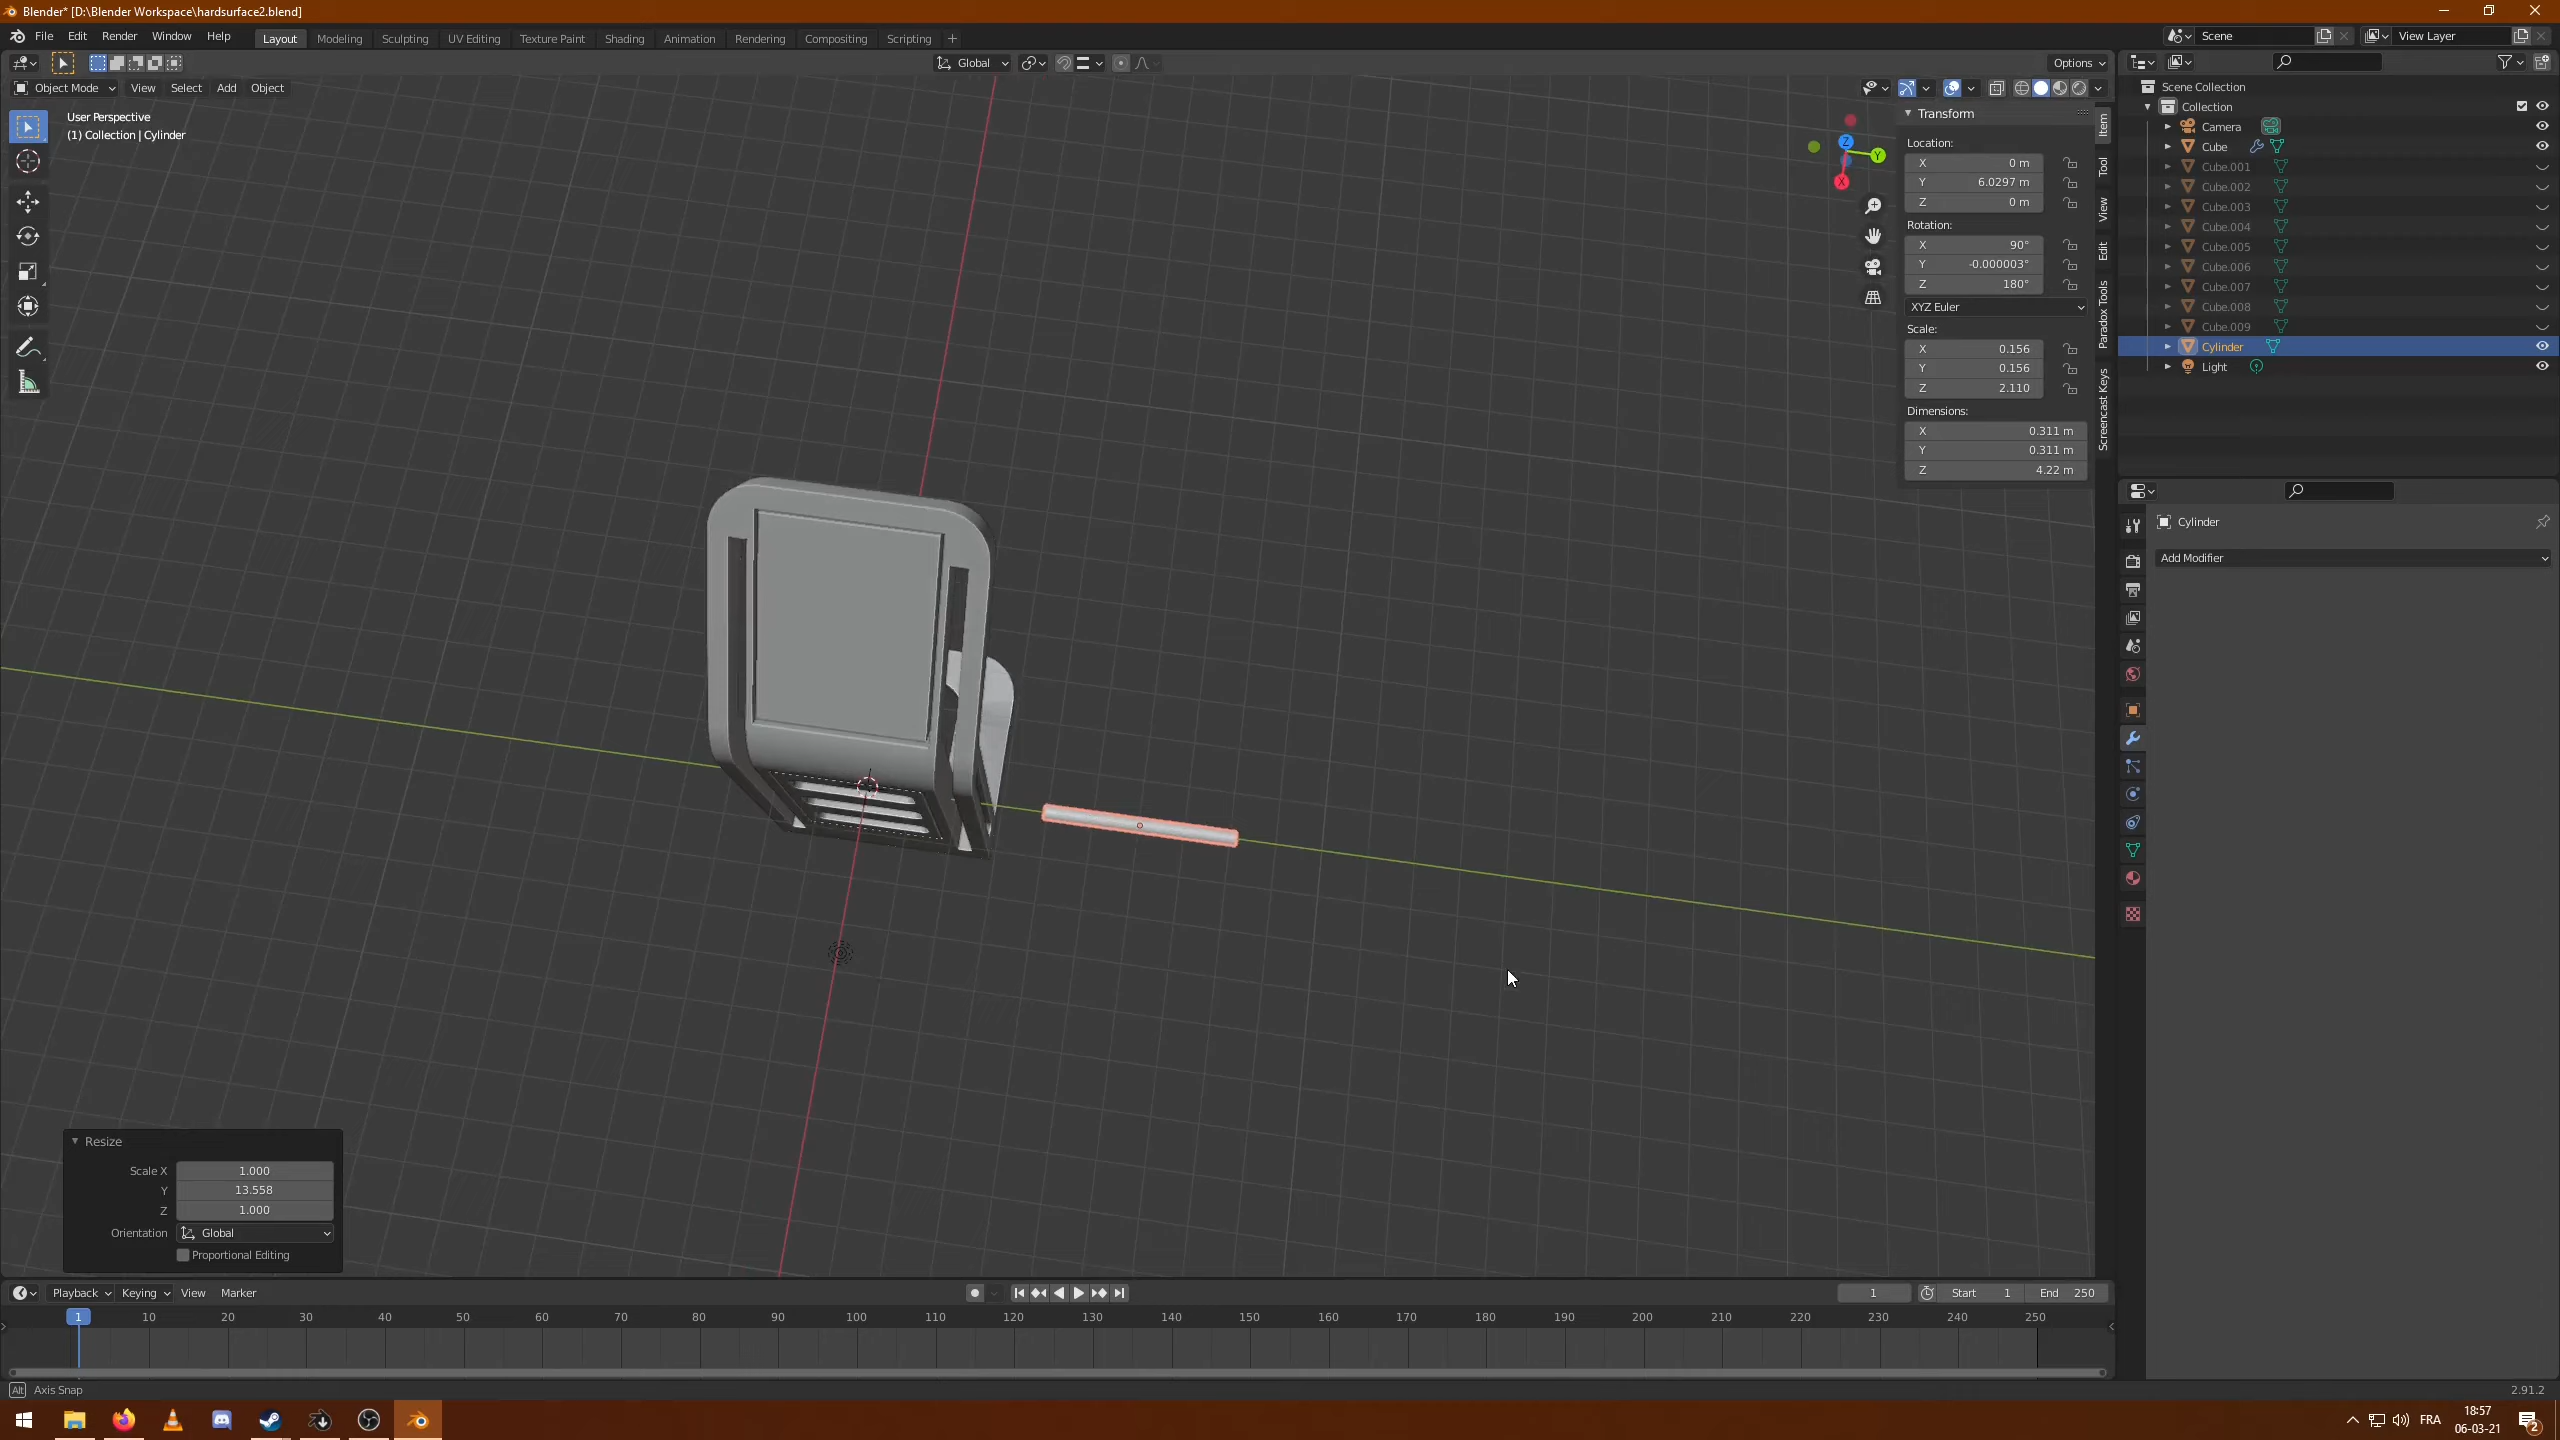 Blender* [D:\Blender Workspace\hardsurface2.blend]
File Edit Render Window Help Layout Modeling Sculpting UV Editing Texture Paint Shading Animation Rendering Compositing Scripting + Scene View Layer
Global Options
Object Mode View Select Add Object
User Perspective
(1) Collection | Cylinder
Z
Y
X
Transform
Location:
X 0 m
Y 6.0297 m
Z 0 m
Rotation:
X 90°
Y -0.000003°
Z 180°
XYZ Euler
Scale:
X 0.156
Y 0.156
Z 2.110
Dimensions:
X 0.311 m
Y 0.311 m
Z 4.22 m
Item
Tool
View
Edit
Paradox Tools
Screencast Keys
Scene Collection
Collection
Camera
Cube
Cube.001
Cube.002
Cube.003
Cube.004
Cube.005
Cube.006
Cube.007
Cube.008
Cube.009
Cylinder
Light
Cylinder
Add Modifier
Resize
Scale X 1.000
Y 13.558
Z 1.000
Orientation Global
Proportional Editing
Playback Keying View Marker 1 Start 1 End 250
1 10 20 30 40 50 60 70 80 90 100 110 120 130 140 150 160 170 180 190 200 210 220 230 240 250
Alt Axis Snap 2.91.2
FRA 18:57
06-03-21
2